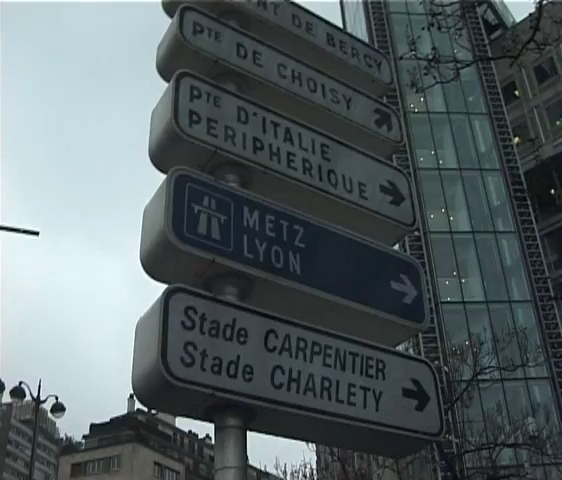 DE BERCY
PTE DE CHOISY
PTE D'ITALIE
PERIPHERIQUE
METZ
LYON
Stade CARPENTIER
Stade CHARLETY